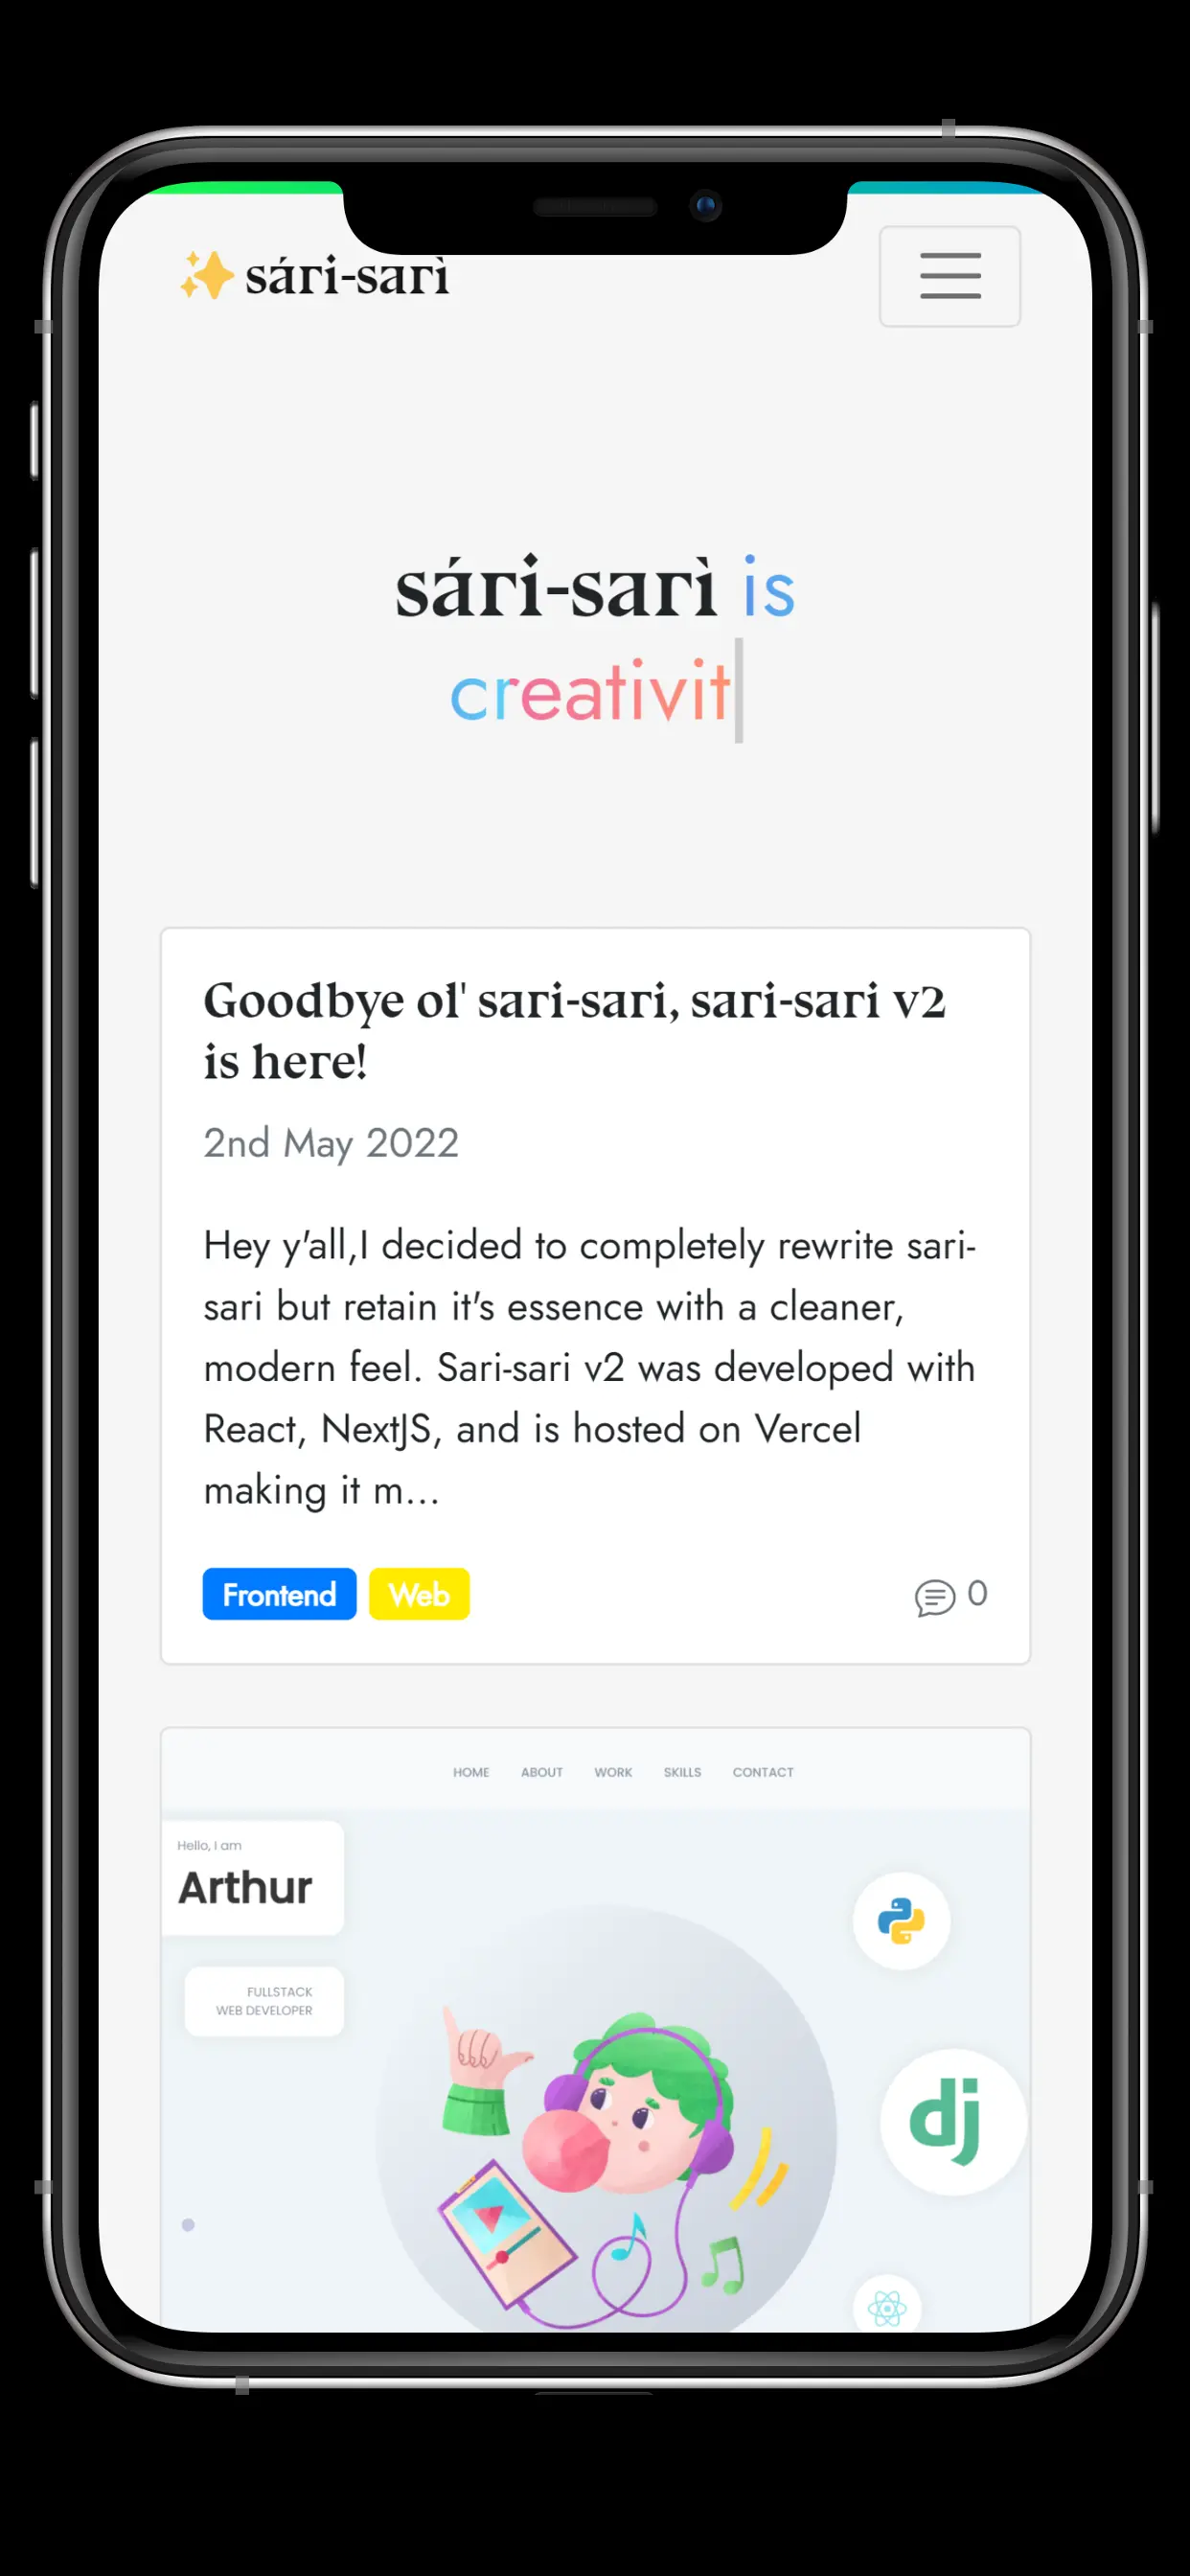 sári-sarì
sári-sarì is
creativit
Goodbye ol' sari-sari, sari-sari v2
is here!
2nd May 2022
Hey y'all,I decided to completely rewrite sari-
sari but retain it's essence with a cleaner,
modern feel. Sari-sari v2 was developed with
React, NextJS, and is hosted on Vercel
making it m...
Frontend Web 0
HOME ABOUT WORK SKILLS CONTACT
Hello, I am
Arthur
FULLSTACK
WEB DEVELOPER
dj